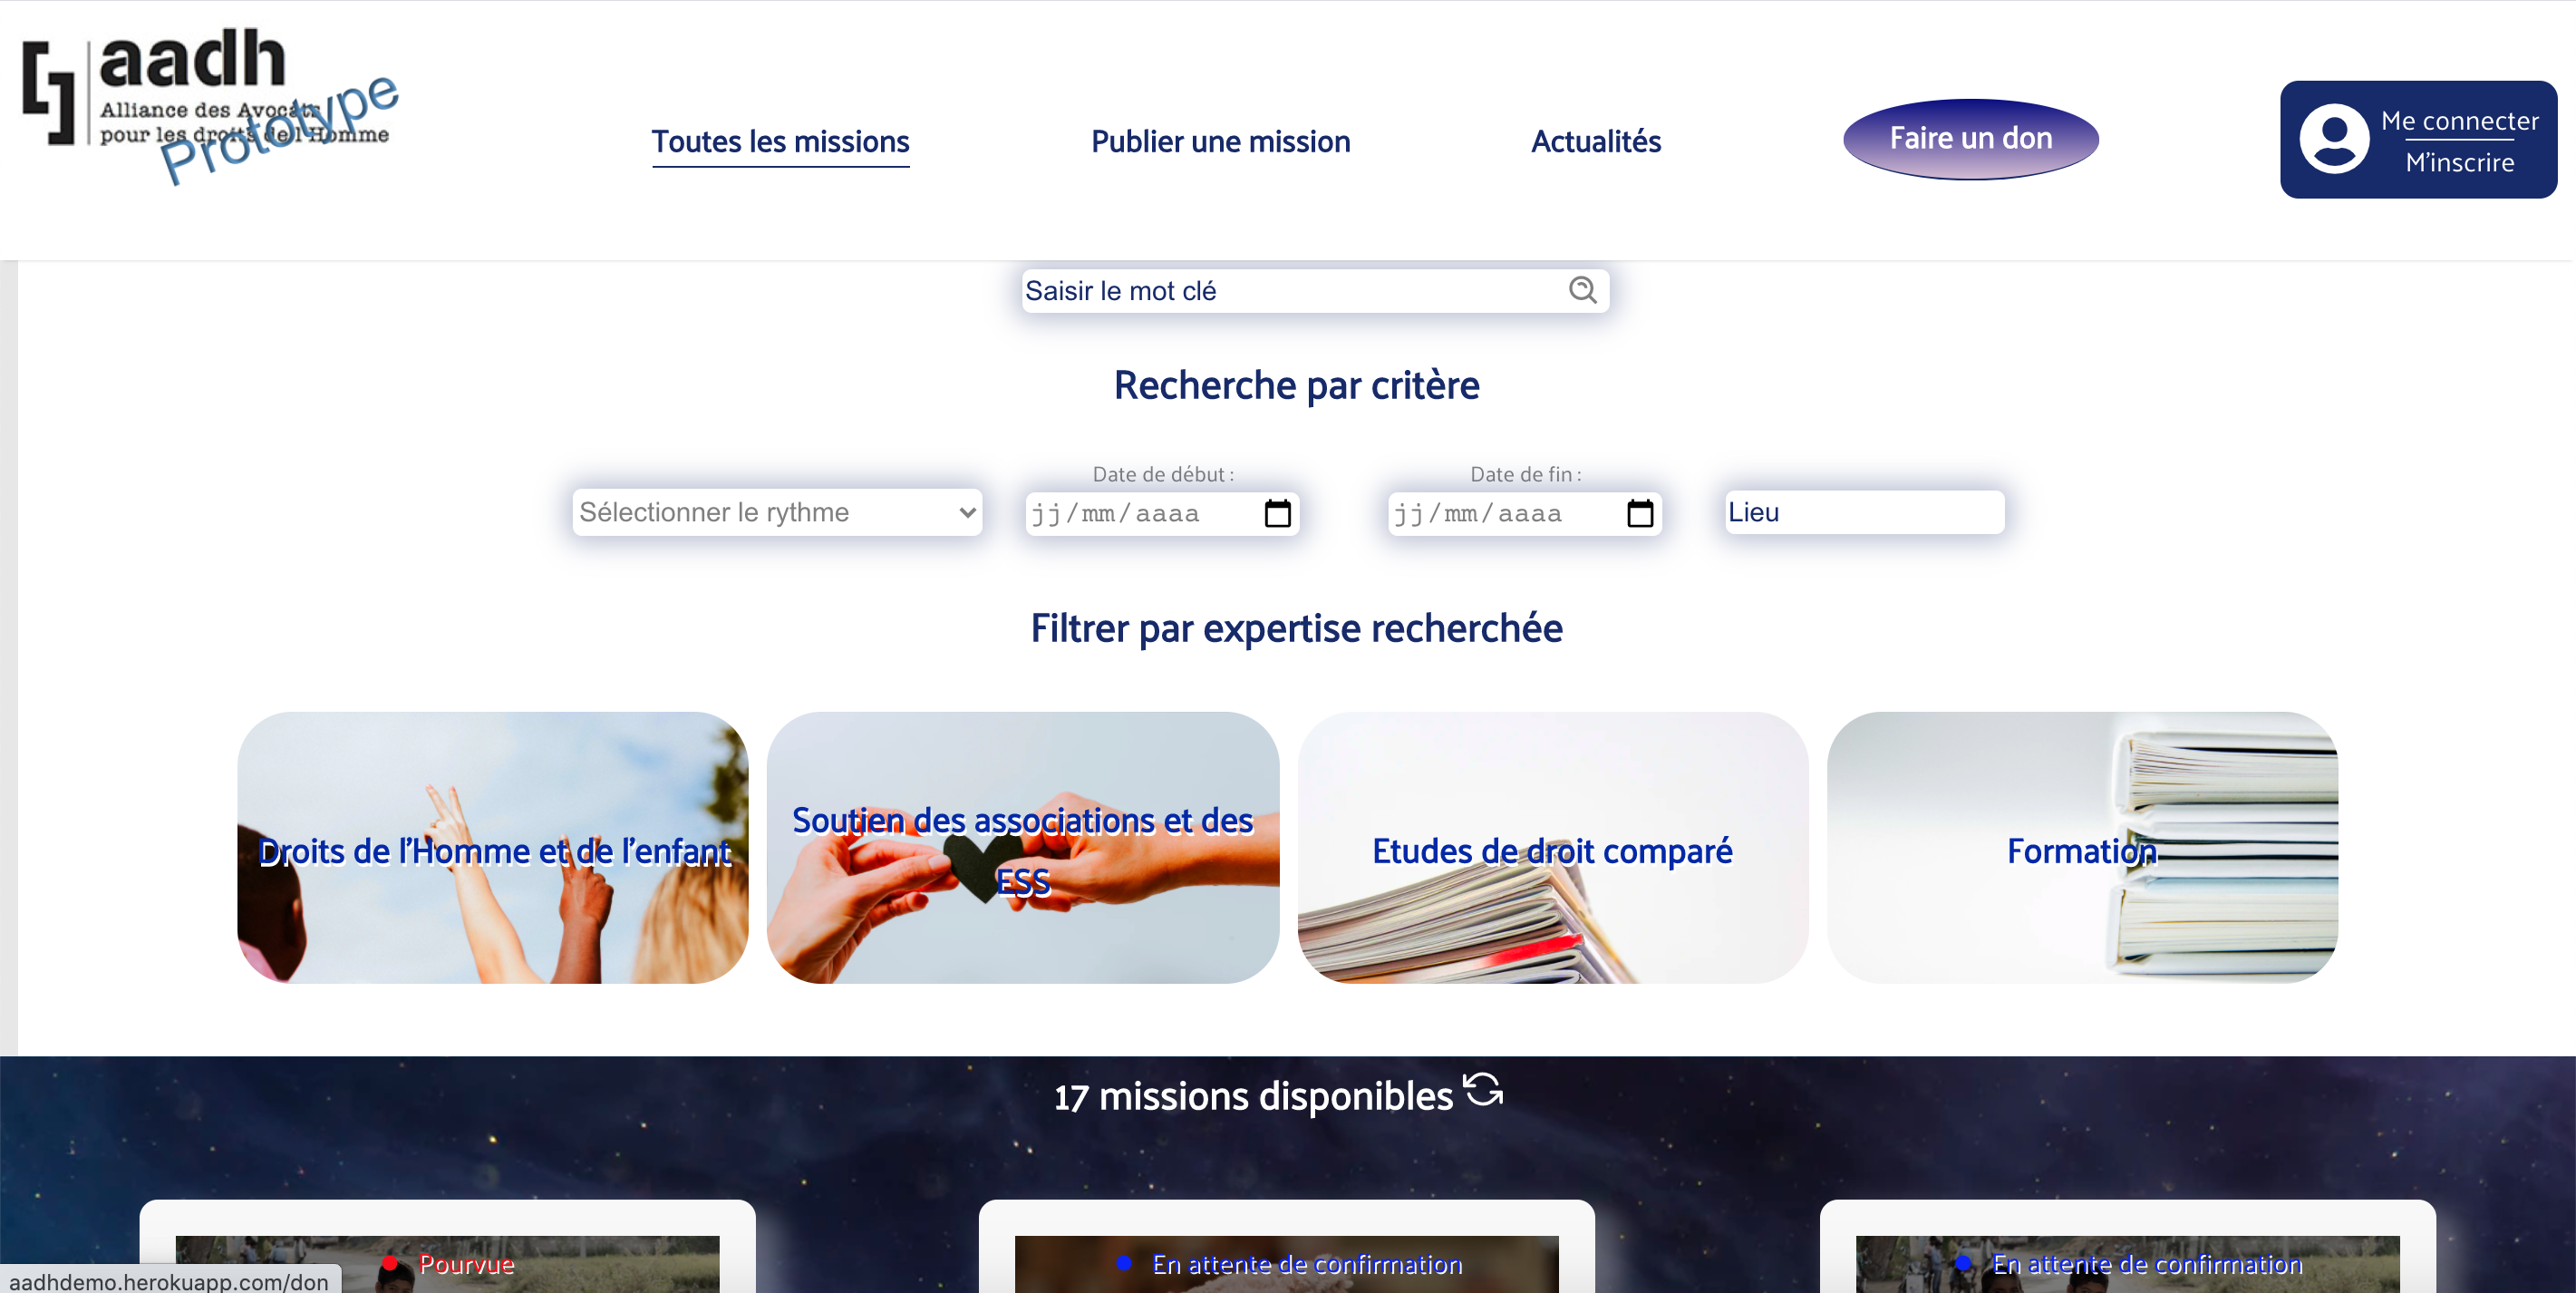 aadh
Alliance des Avocats
pour les droits de l'Homme
Prototype
Toutes les missions
Publier une mission
Actualités
Faire un don
Me connecter
M'inscrire
Saisir le mot clé
Recherche par critère
Date de début :
Date de fin :
Sélectionner le rythme
jj/mm/aaaa
jj/mm/aaaa
Lieu
Filtrer par expertise recherchée
Droits de l'Homme et de l'enfant
Soutien des associations et des
ESS
Etudes de droit comparé
Formation
17 missions disponibles
Pourvue
En attente de confirmation
En attente de confirmation
aadhdemo.herokuapp.com/don